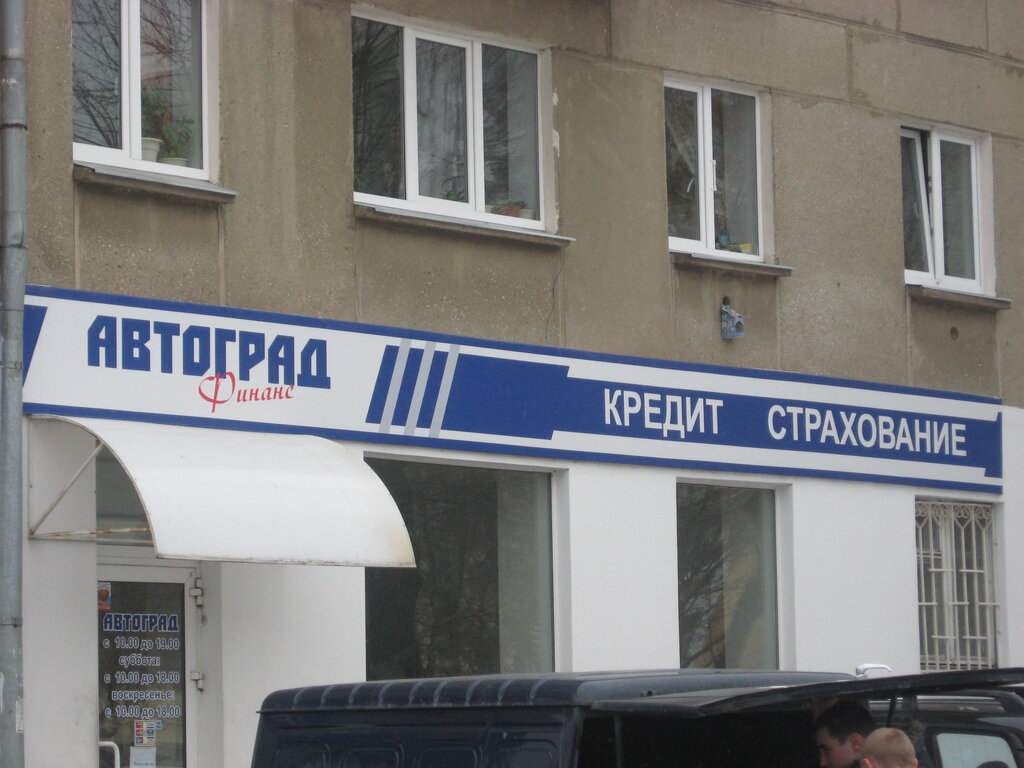 АВТОГРАД
Финанс
КРЕДИТ СТРАХОВАНИЕ
АВТОГРАД
с 10.00 до 19.00
суббота:
с 10.00 до 18.00
воскресенье:
с 10.00 до 18.00